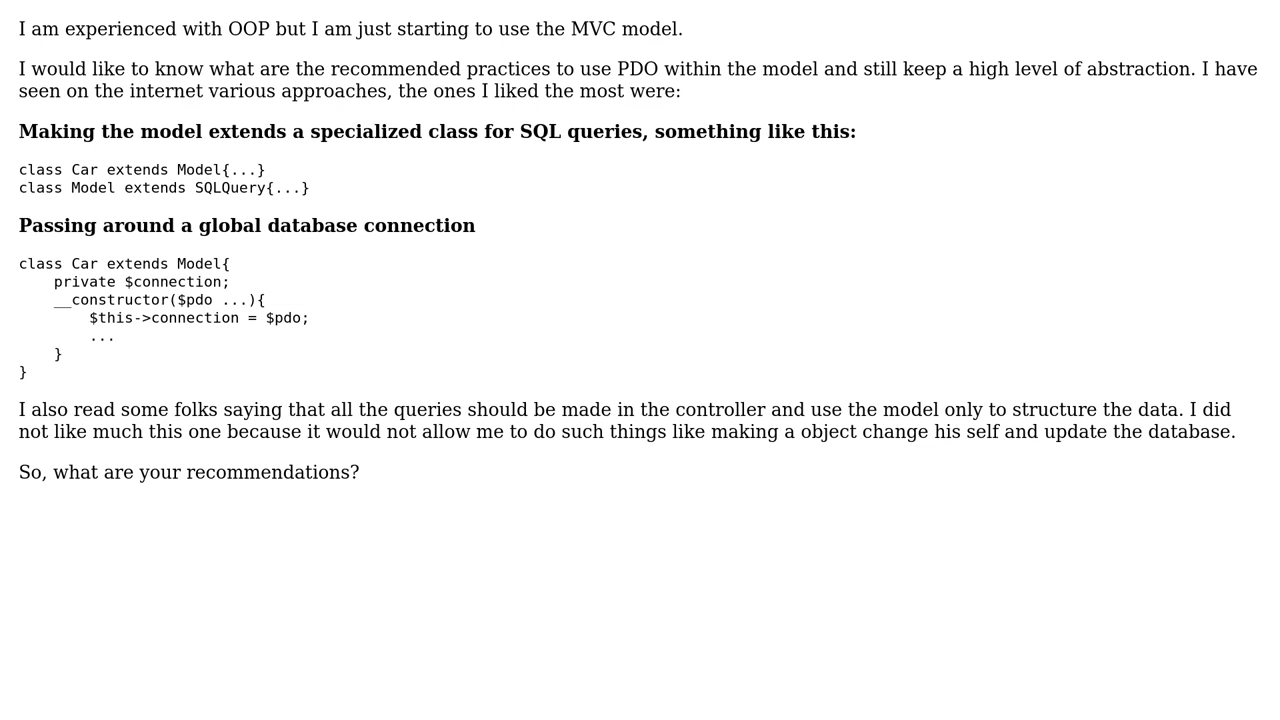 I am experienced with OOP but I am just starting to use the MVC model.
I would like to know what are the recommended practices to use PDO within the model and still keep a high level of abstraction. I have
seen on the internet various approaches, the ones I liked the most were:
Making the model extends a specialized class for SQL queries, something like this:
class Car extends Model{...}
class Model extends SQLQuery{...}
Passing around a global database connection
class Car extends Model{
    private $connection;
    __constructor($pdo ...){
        $this->connection = $pdo;
        ...
    }
}
I also read some folks saying that all the queries should be made in the controller and use the model only to structure the data. I did
not like much this one because it would not allow me to do such things like making a object change his self and update the database.
So, what are your recommendations?